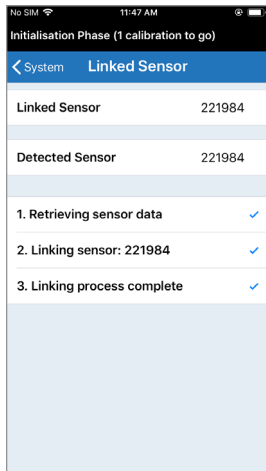 No SIM 11:47 AM
Initialisation Phase (1 calibration to go)
System Linked Sensor
Linked Sensor 221984
Detected Sensor 221984
1. Retrieving sensor data
2. Linking sensor: 221984
3. Linking process complete